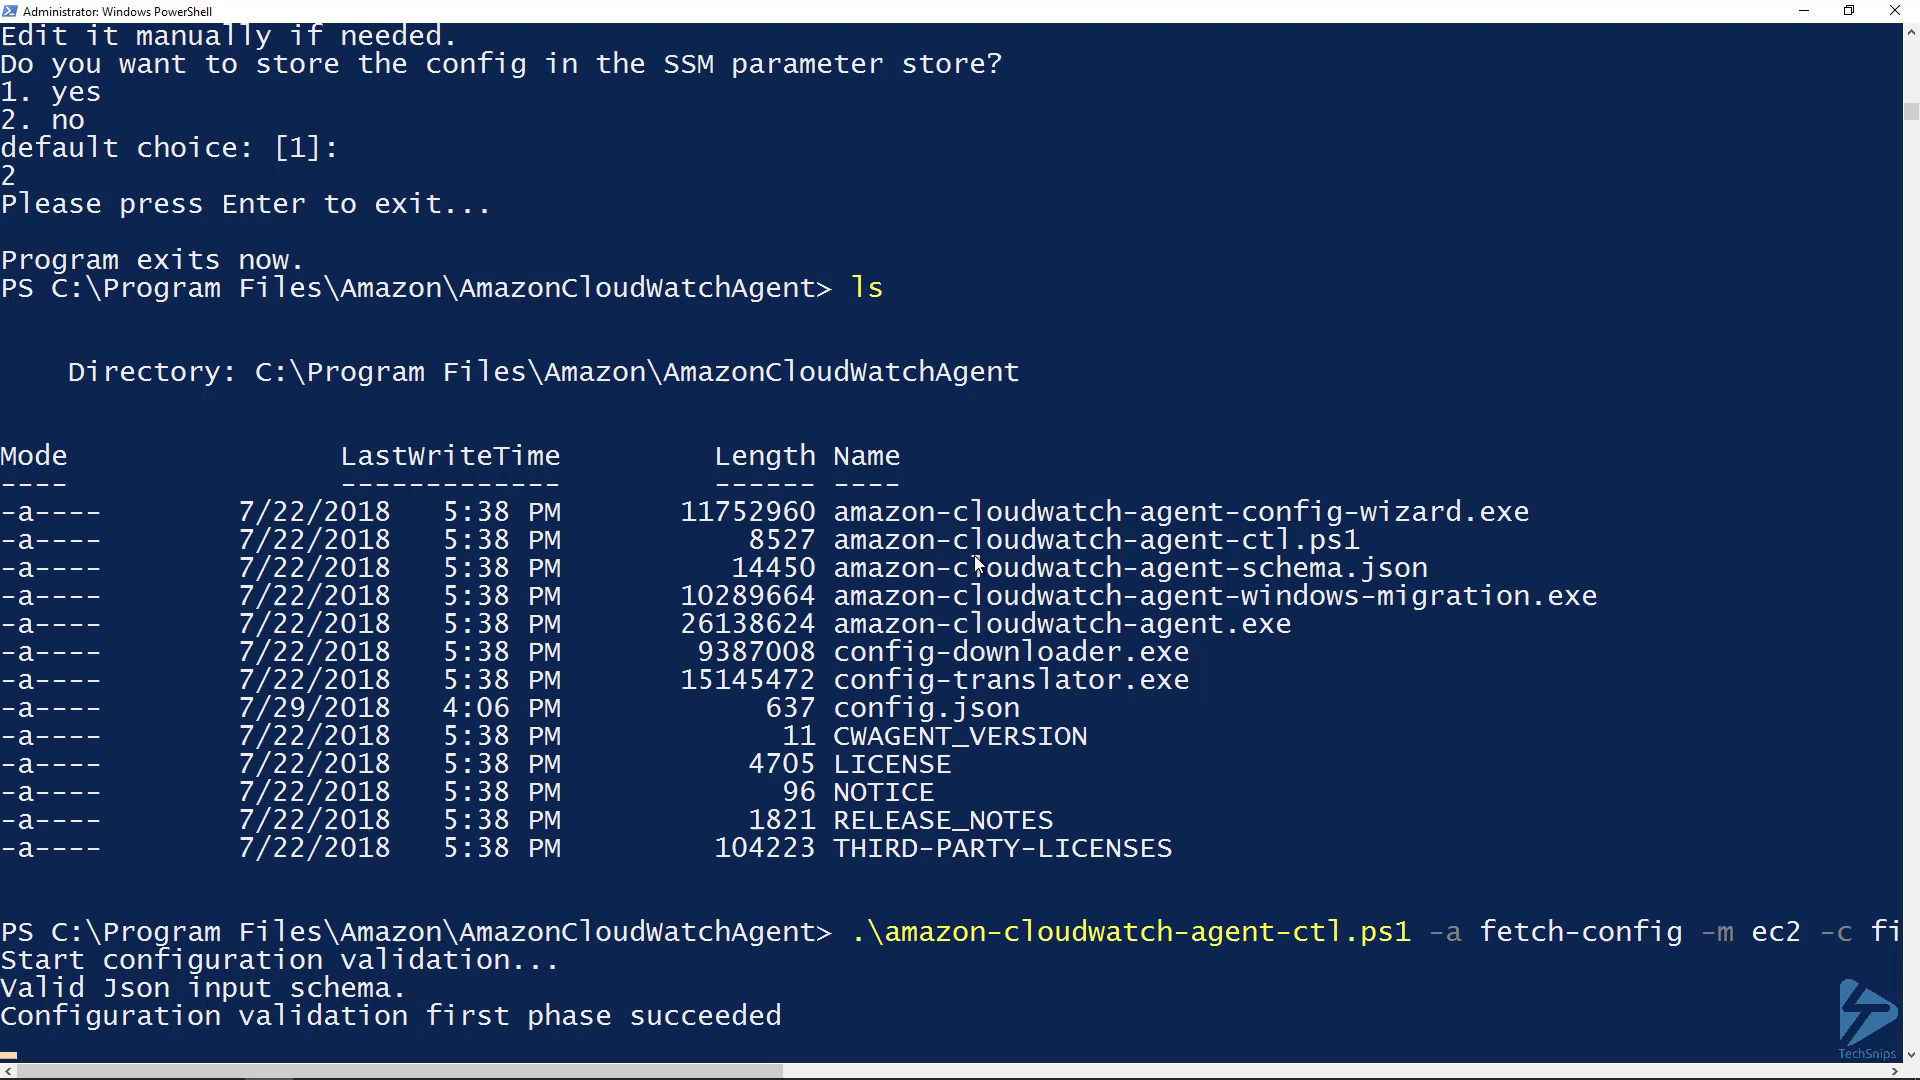 Administrator: Windows PowerShell
Edit it manually if needed.
Do you want to store the config in the SSM parameter store?
1. yes
2. no
default choice: [1]:
2
Please press Enter to exit...
Program exits now.
PS C:\Program Files\Amazon\AmazonCloudWatchAgent> ls
Directory: C:\Program Files\Amazon\AmazonCloudWatchAgent
Mode LastWriteTime Length Name
---- ------------- ------ ----
-a---- 7/22/2018 5:38 PM 11752960 amazon-cloudwatch-agent-config-wizard.exe
-a---- 7/22/2018 5:38 PM 8527 amazon-cloudwatch-agent-ctl.ps1
-a---- 7/22/2018 5:38 PM 14450 amazon-cloudwatch-agent-schema.json
-a---- 7/22/2018 5:38 PM 10289664 amazon-cloudwatch-agent-windows-migration.exe
-a---- 7/22/2018 5:38 PM 26138624 amazon-cloudwatch-agent.exe
-a---- 7/22/2018 5:38 PM 9387008 config-downloader.exe
-a---- 7/22/2018 5:38 PM 15145472 config-translator.exe
-a---- 7/29/2018 4:06 PM 637 config.json
-a---- 7/22/2018 5:38 PM 11 CWAGENT_VERSION
-a---- 7/22/2018 5:38 PM 4705 LICENSE
-a---- 7/22/2018 5:38 PM 96 NOTICE
-a---- 7/22/2018 5:38 PM 1821 RELEASE_NOTES
-a---- 7/22/2018 5:38 PM 104223 THIRD-PARTY-LICENSES
PS C:\Program Files\Amazon\AmazonCloudWatchAgent> .\amazon-cloudwatch-agent-ctl.ps1 -a fetch-config -m ec2 -c fi
Start configuration validation...
Valid Json input schema.
Configuration validation first phase succeeded
TechSnips